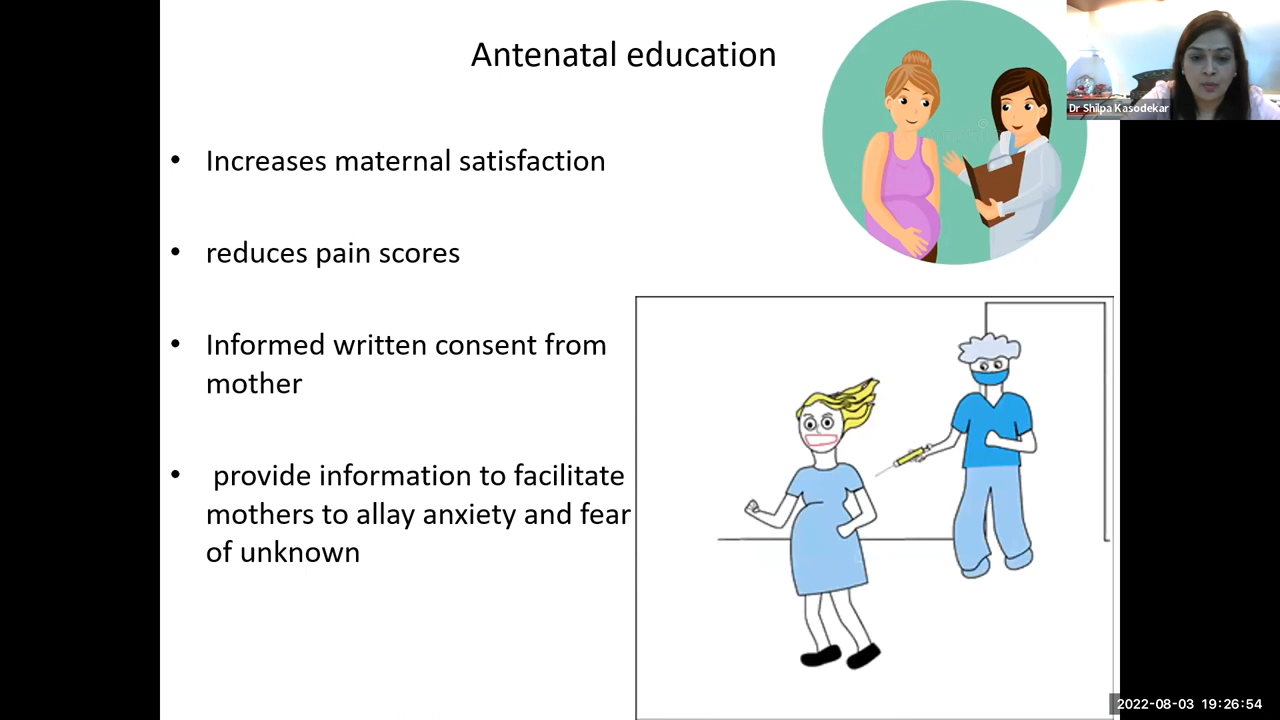 Antenatal education
• Increases maternal satisfaction
• reduces pain scores
• Informed written consent from
mother
• provide information to facilitate
mothers to allay anxiety and fear
of unknown
Dr Shilpa Kasodekar
2022-08-03 19:26:54